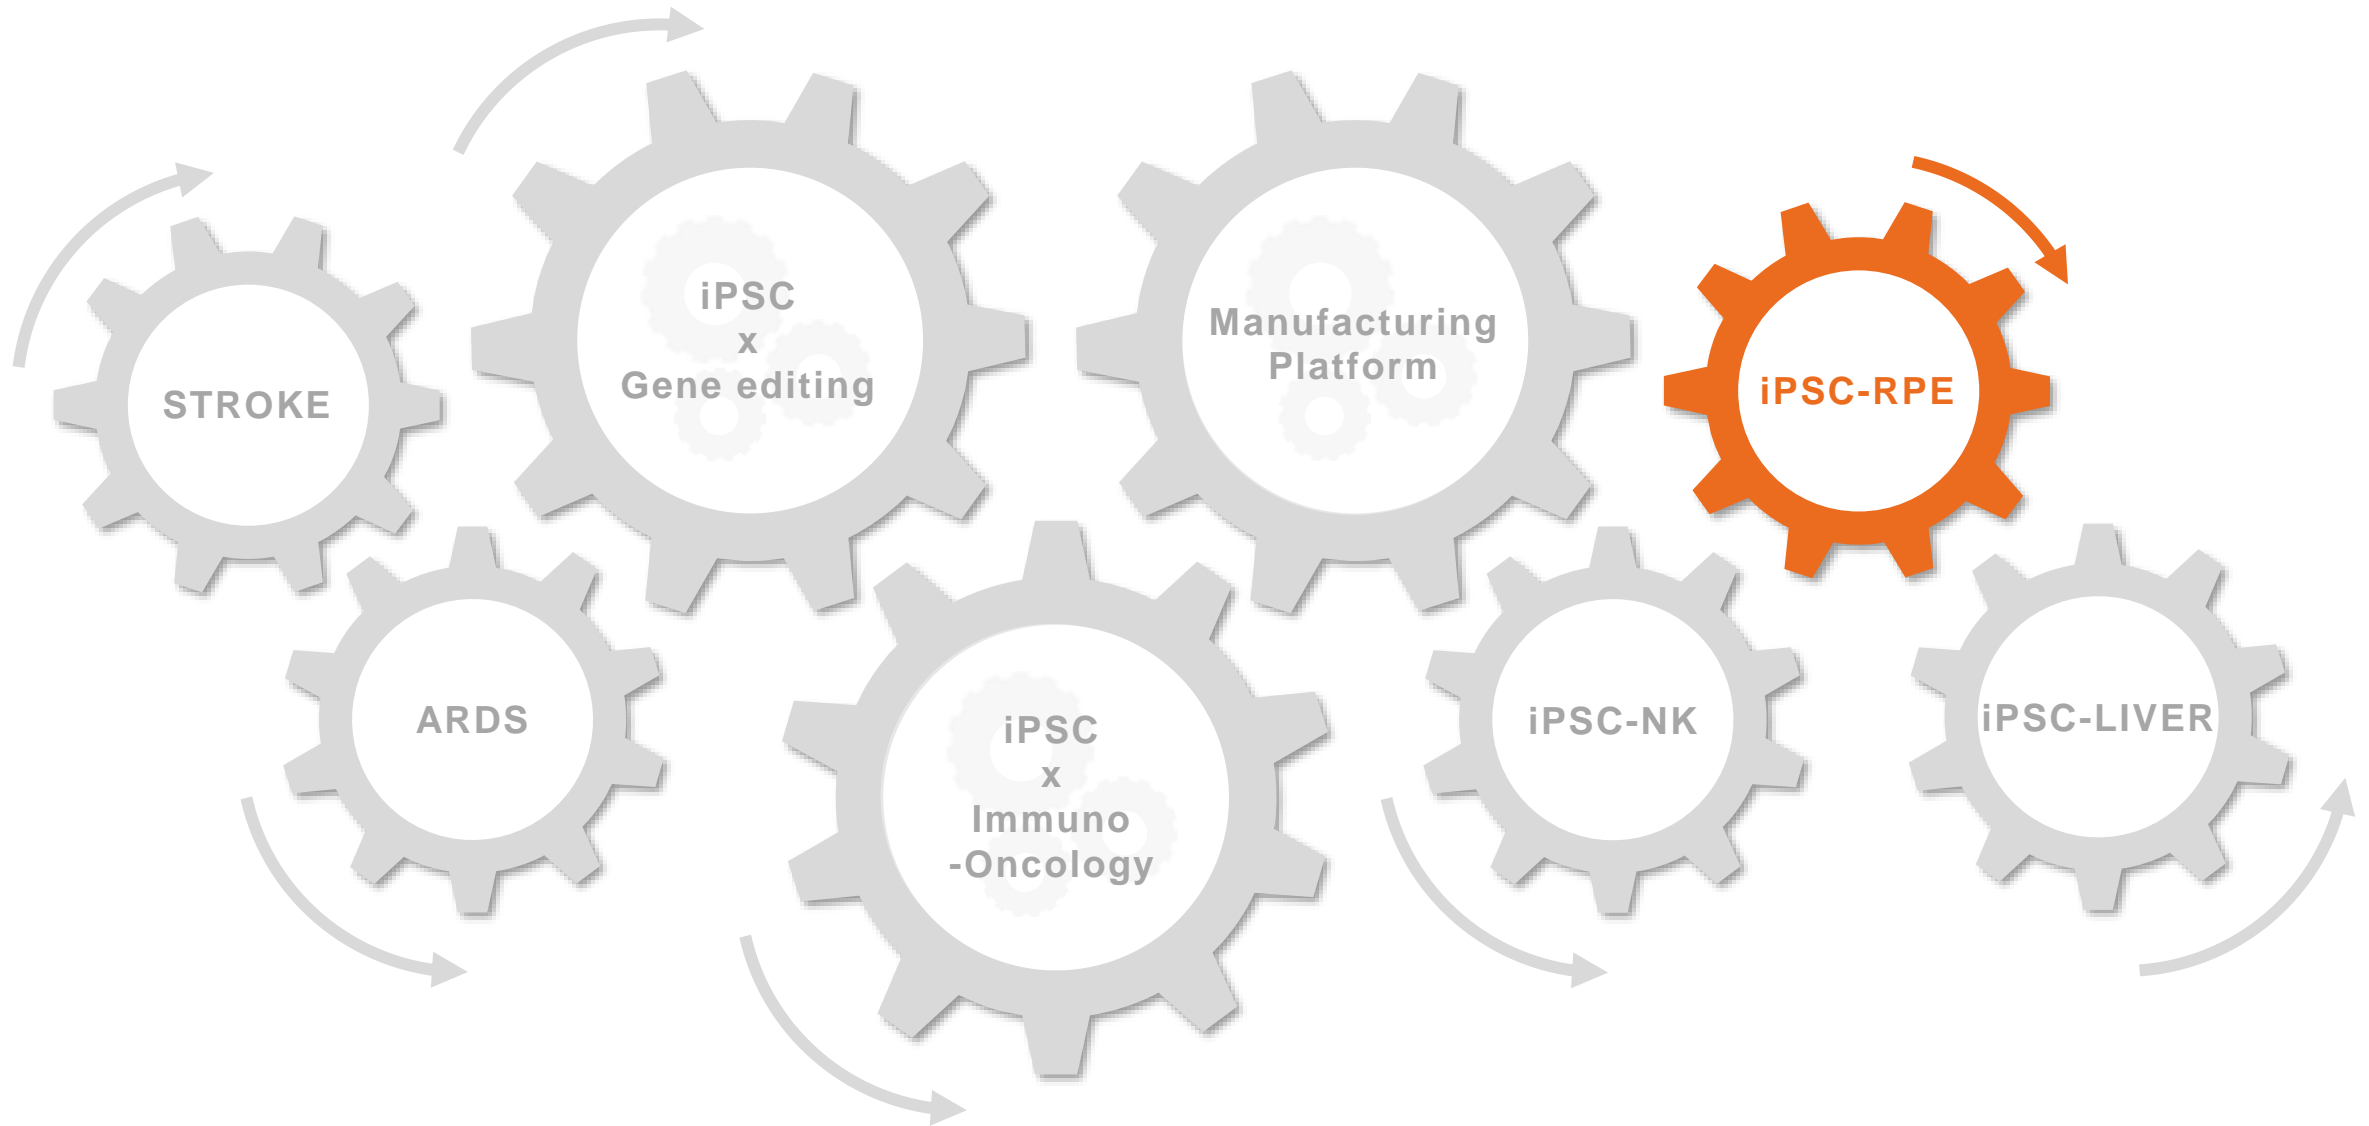 STROKE
iPSC
x
Gene editing
Manufacturing
Platform
iPSC-RPE
ARDS
iPSC
x
Immuno
-Oncology
iPSC-NK
iPSC-LIVER